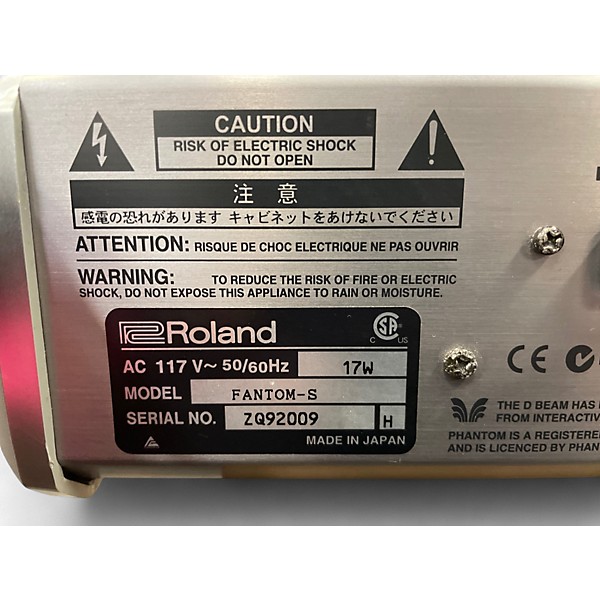 CAUTION
RISK OF ELECTRIC SHOCK
DO NOT OPEN
注 意
感電の恐れがあります キャビネットをあけないでください
ATTENTION: RISQUE DE CHOC ELECTRIQUE NE PAS OUVRIR
WARNING: TO REDUCE THE RISK OF FIRE OR ELECTRIC
SHOCK, DO NOT EXPOSE THIS APPLIANCE TO RAIN OR MOISTURE.
Roland
CSA
C US
AC 117 V~ 50/60Hz 17W
MODEL FANTOM-S
SERIAL NO. ZQ92009 H
MADE IN JAPAN
CE
THE D BEAM HAS
FROM INTERACTIV
PHANTOM IS A REGISTERE
AND IS LICENCED BY PHAN